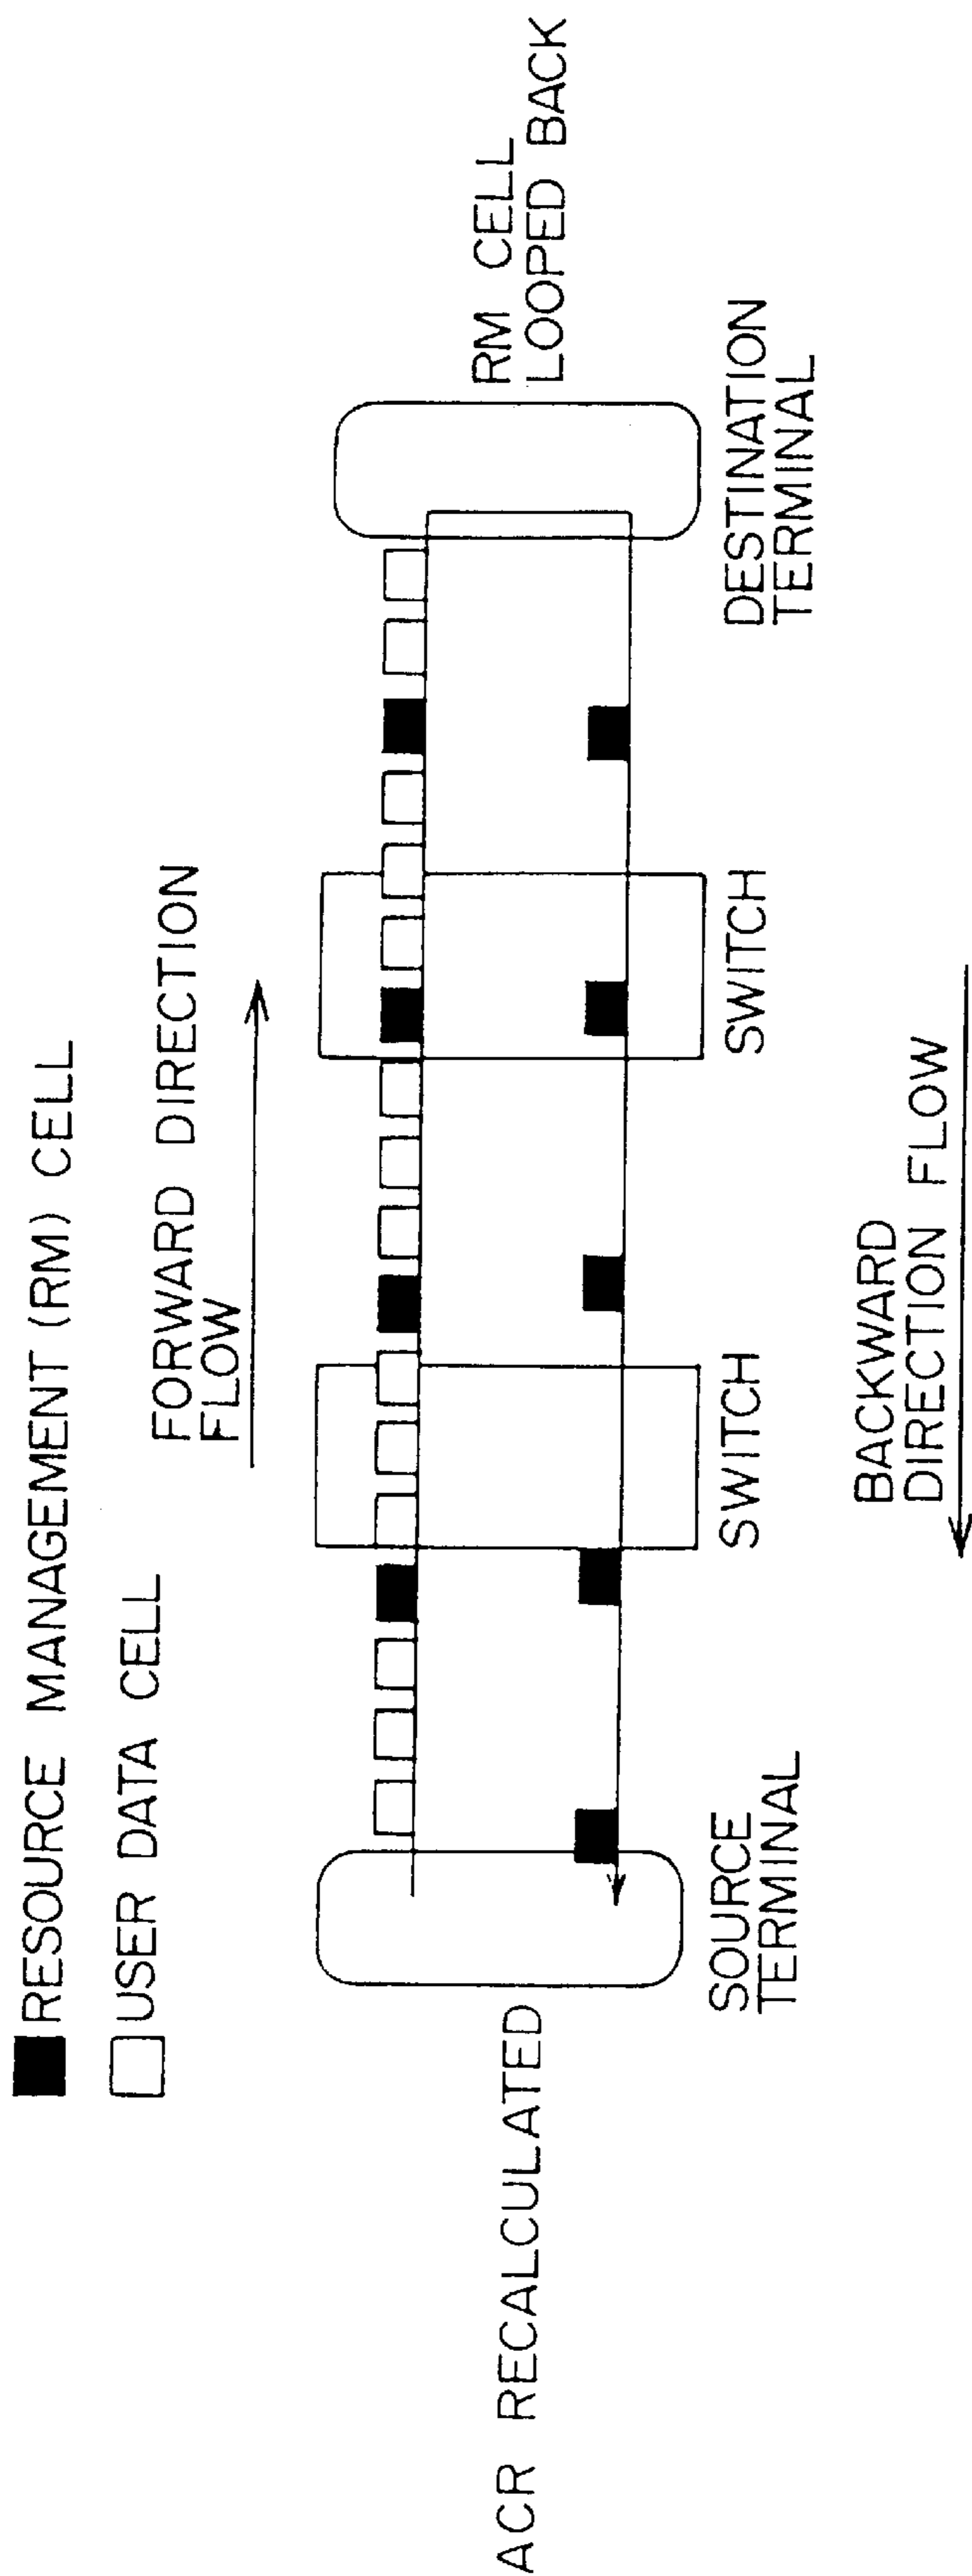 RESOURCE MANAGEMENT (RM) CELL
USER DATA CELL
FORWARD DIRECTION
FLOW
ACR RECALCULATED
RM CELL
LOOPED BACK
SOURCE
TERMINAL
SWITCH
SWITCH
DESTINATION
TERMINAL
BACKWARD
DIRECTION FLOW